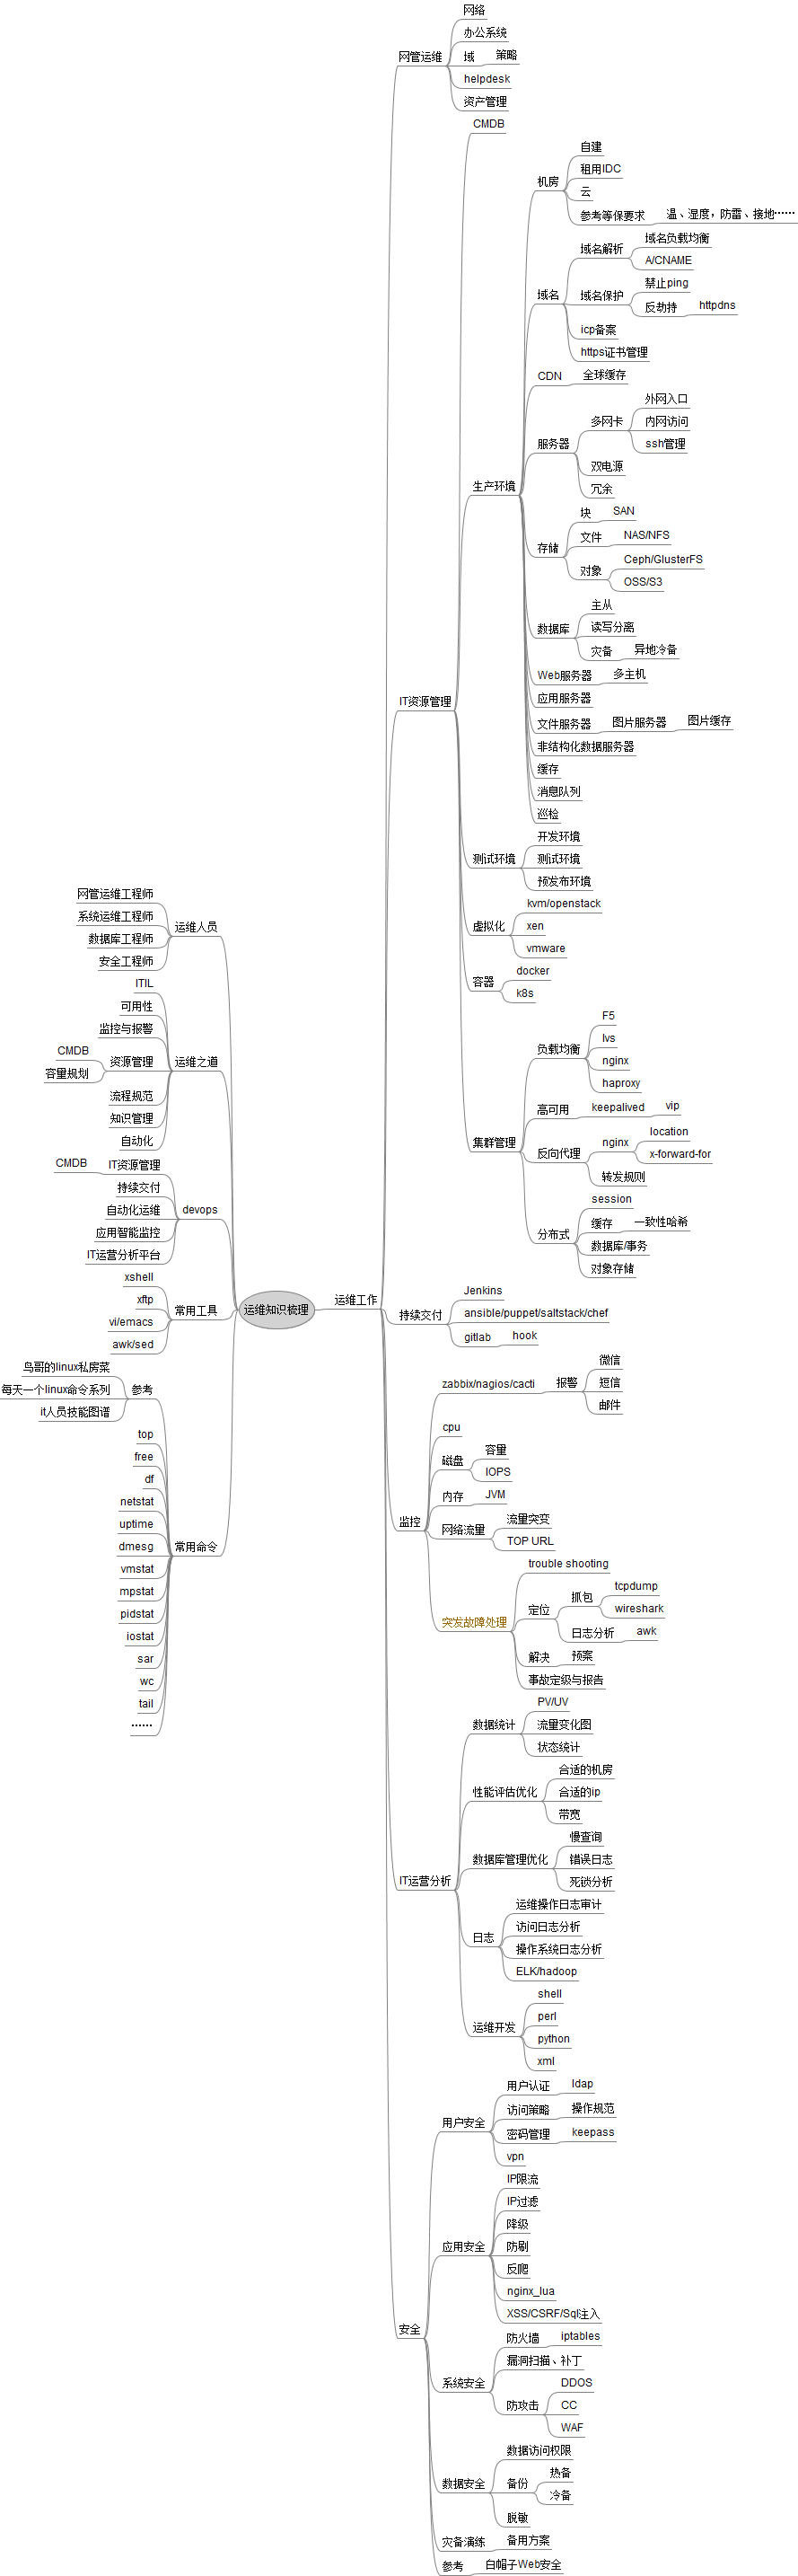 运维知识梳理
运维工作
网管运维
网络
办公系统
域
策略
helpdesk
资产管理
IT资源管理
CMDB
生产环境
机房
自建
租用IDC
云
参考等保要求
温、湿度，防雷、接地……
域名
域名解析
域名负载均衡
A/CNAME
域名保护
禁止ping
反劫持
httpdns
icp备案
https证书管理
CDN
全球缓存
服务器
多网卡
外网入口
内网访问
ssh管理
双电源
冗余
存储
块
SAN
文件
NAS/NFS
对象
Ceph/GlusterFS
OSS/S3
数据库
主从
读写分离
灾备
异地冷备
Web服务器
多主机
应用服务器
文件服务器
图片服务器
图片缓存
非结构化数据服务器
缓存
消息队列
巡检
测试环境
开发环境
测试环境
预发布环境
虚拟化
kvm/openstack
xen
vmware
容器
docker
k8s
集群管理
负载均衡
F5
lvs
nginx
haproxy
高可用
keepalived
vip
反向代理
nginx
location
x-forward-for
转发规则
分布式
session
缓存
一致性哈希
数据库/事务
对象存储
持续交付
Jenkins
ansible/puppet/saltstack/chef
gitlab
hook
监控
zabbix/nagios/cacti
报警
微信
短信
邮件
cpu
磁盘
容量
IOPS
内存
JVM
网络流量
流量突变
TOP URL
突发故障处理
trouble shooting
定位
抓包
tcpdump
wireshark
日志分析
awk
解决
预案
事故定级与报告
IT运营分析
数据统计
PV/UV
流量变化图
状态统计
性能评估优化
合适的机房
合适的ip
带宽
数据库管理优化
慢查询
错误日志
死锁分析
日志
运维操作日志审计
访问日志分析
操作系统日志分析
ELK/hadoop
运维开发
shell
perl
python
xml
安全
用户安全
用户认证
ldap
访问策略
操作规范
密码管理
keepass
vpn
应用安全
IP限流
IP过滤
降级
防刷
反爬
nginx_lua
XSS/CSRF/Sql注入
系统安全
防火墙
iptables
漏洞扫描、补丁
防攻击
DDOS
CC
WAF
数据安全
数据访问权限
备份
热备
冷备
脱敏
灾备演练
备用方案
参考
白帽子Web安全
运维人员
网管运维工程师
系统运维工程师
数据库工程师
安全工程师
运维之道
ITIL
可用性
监控与报警
资源管理
CMDB
容量规划
流程规范
知识管理
自动化
devops
IT资源管理
CMDB
持续交付
自动化运维
应用智能监控
IT运营分析平台
常用工具
xshell
xftp
vi/emacs
awk/sed
常用命令
参考
鸟哥的linux私房菜
每天一个linux命令系列
it人员技能图谱
top
free
df
netstat
uptime
dmesg
vmstat
mpstat
pidstat
iostat
sar
wc
tail
……